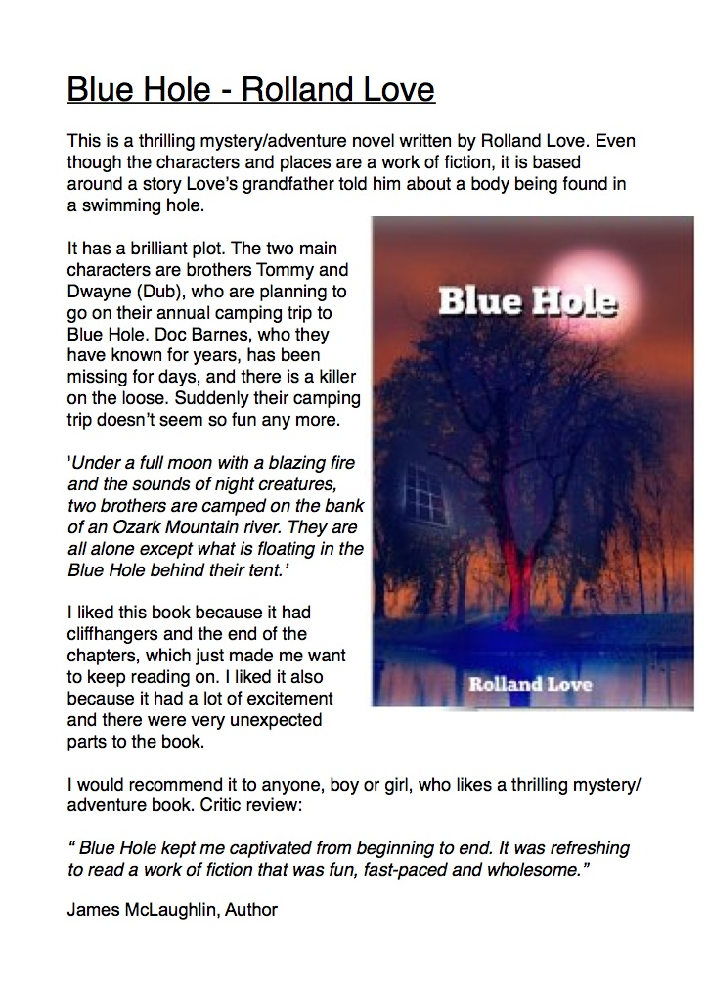 Blue Hole - Rolland Love
This is a thrilling mystery/adventure novel written by Rolland Love. Even
though the characters and places are a work of fiction, it is based
around a story Love’s grandfather told him about a body being found in
a swimming hole.
It has a brilliant plot. The two main
characters are brothers Tommy and
Dwayne (Dub), who are planning to
go on their annual camping trip to
Blue Hole. Doc Barnes, who they
have known for years, has been
missing for days, and there is a killer
on the loose. Suddenly their camping
trip doesn’t seem so fun any more.
'Under a full moon with a blazing fire
and the sounds of night creatures,
two brothers are camped on the bank
of an Ozark Mountain river. They are
all alone except what is floating in the
Blue Hole behind their tent.’
I liked this book because it had
cliffhangers and the end of the
chapters, which just made me want
to keep reading on. I liked it also
because it had a lot of excitement
and there were very unexpected
parts to the book.
Blue Hole
Rolland Love
I would recommend it to anyone, boy or girl, who likes a thrilling mystery/
adventure book. Critic review:
“ Blue Hole kept me captivated from beginning to end. It was refreshing
to read a work of fiction that was fun, fast-paced and wholesome.”
James McLaughlin, Author